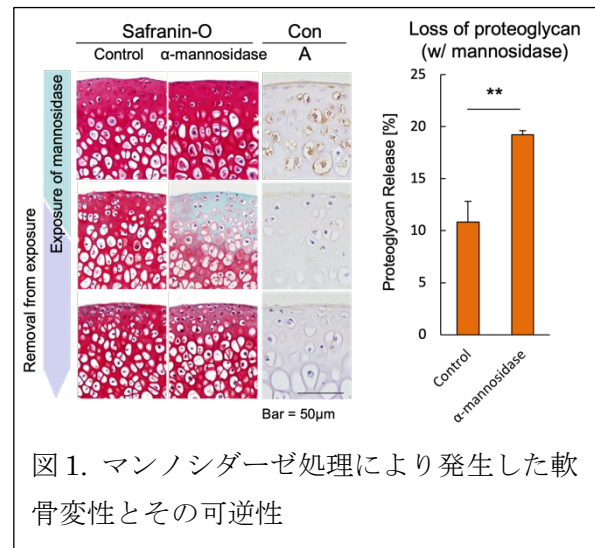 Safranin-O
Control
α-mannosidase
Con
A
Exposure of mannosidase
Removal from exposure
Bar = 50μm
Loss of proteoglycan
(w/ mannosidase)
Proteoglycan Release [%]
25
20
15
10
5
0
**
Control
α-mannosidase
図 1. マンノシダーゼ処理により発生した軟
骨変性とその可逆性